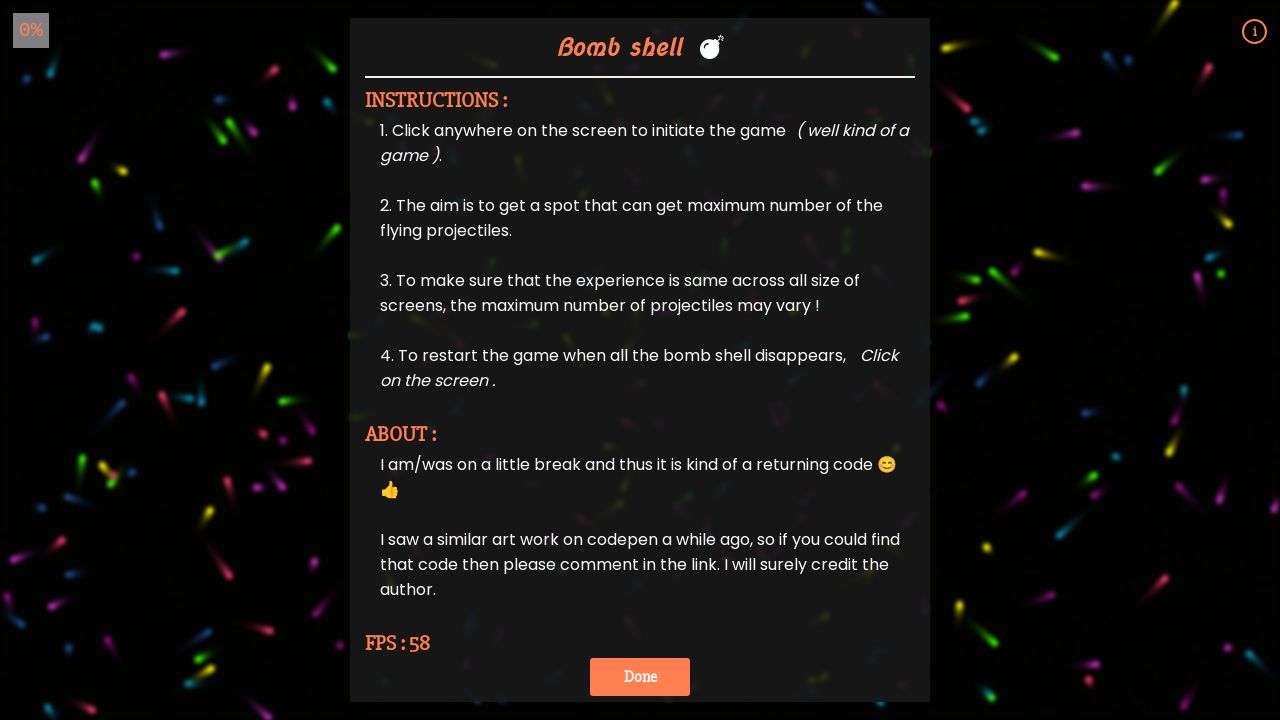 0%
i
Bomb shell 💣
INSTRUCTIONS :
1. Click anywhere on the screen to initiate the game ( well kind of a
game ).
2. The aim is to get a spot that can get maximum number of the
flying projectiles.
3. To make sure that the experience is same across all size of
screens, the maximum number of projectiles may vary !
4. To restart the game when all the bomb shell disappears, Click
on the screen .
ABOUT :
I am/was on a little break and thus it is kind of a returning code 😊
👍
I saw a similar art work on codepen a while ago, so if you could find
that code then please comment in the link. I will surely credit the
author.
FPS : 58
Done